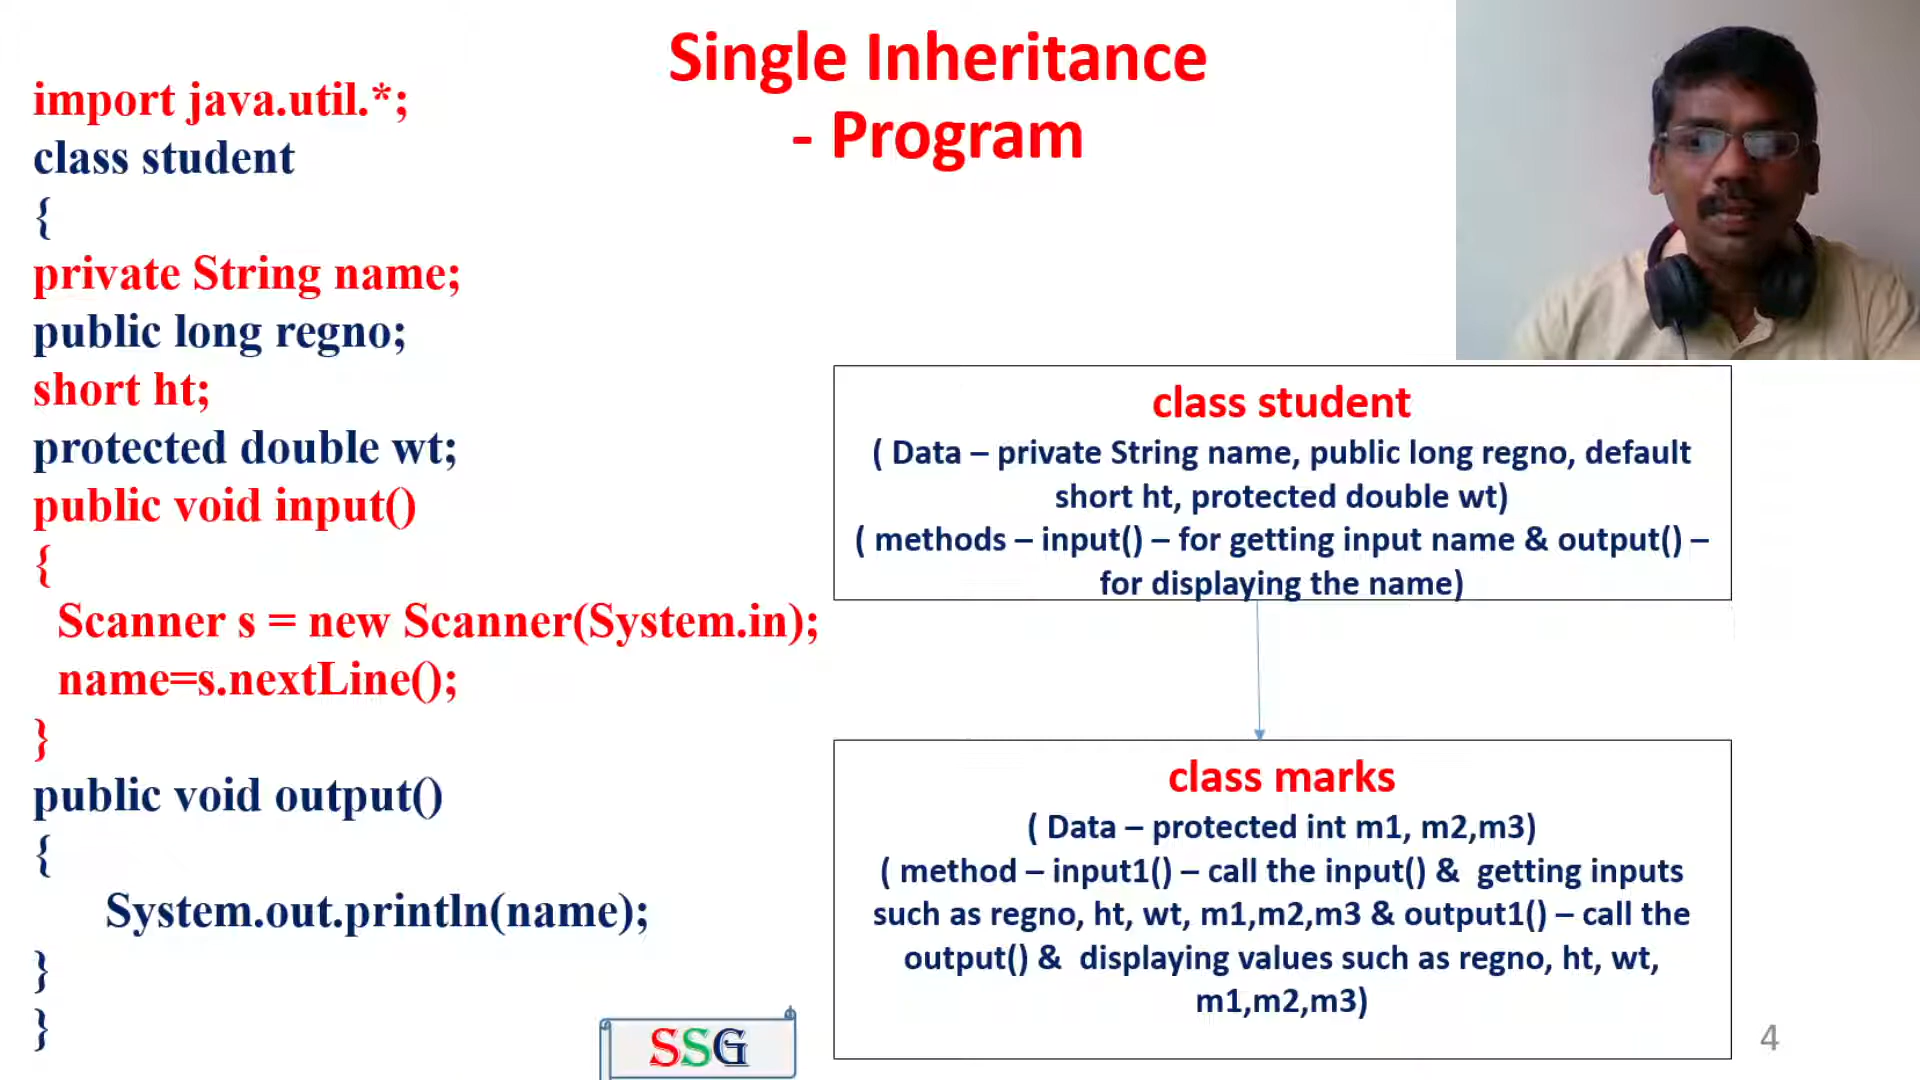 Single Inheritance
- Program
import java.util.*;
class student
{
private String name;
public long regno;
short ht;
protected double wt;
public void input()
{
Scanner s = new Scanner(System.in);
name=s.nextLine();
}
public void output()
{
System.out.println(name);
}
}
class student
( Data – private String name, public long regno, default
short ht, protected double wt)
( methods – input() – for getting input name & output() –
for displaying the name)
class marks
( Data – protected int m1, m2,m3)
( method – input1() – call the input() &  getting inputs
such as regno, ht, wt, m1,m2,m3 & output1() – call the
output() &  displaying values such as regno, ht, wt,
m1,m2,m3)
SSG
4